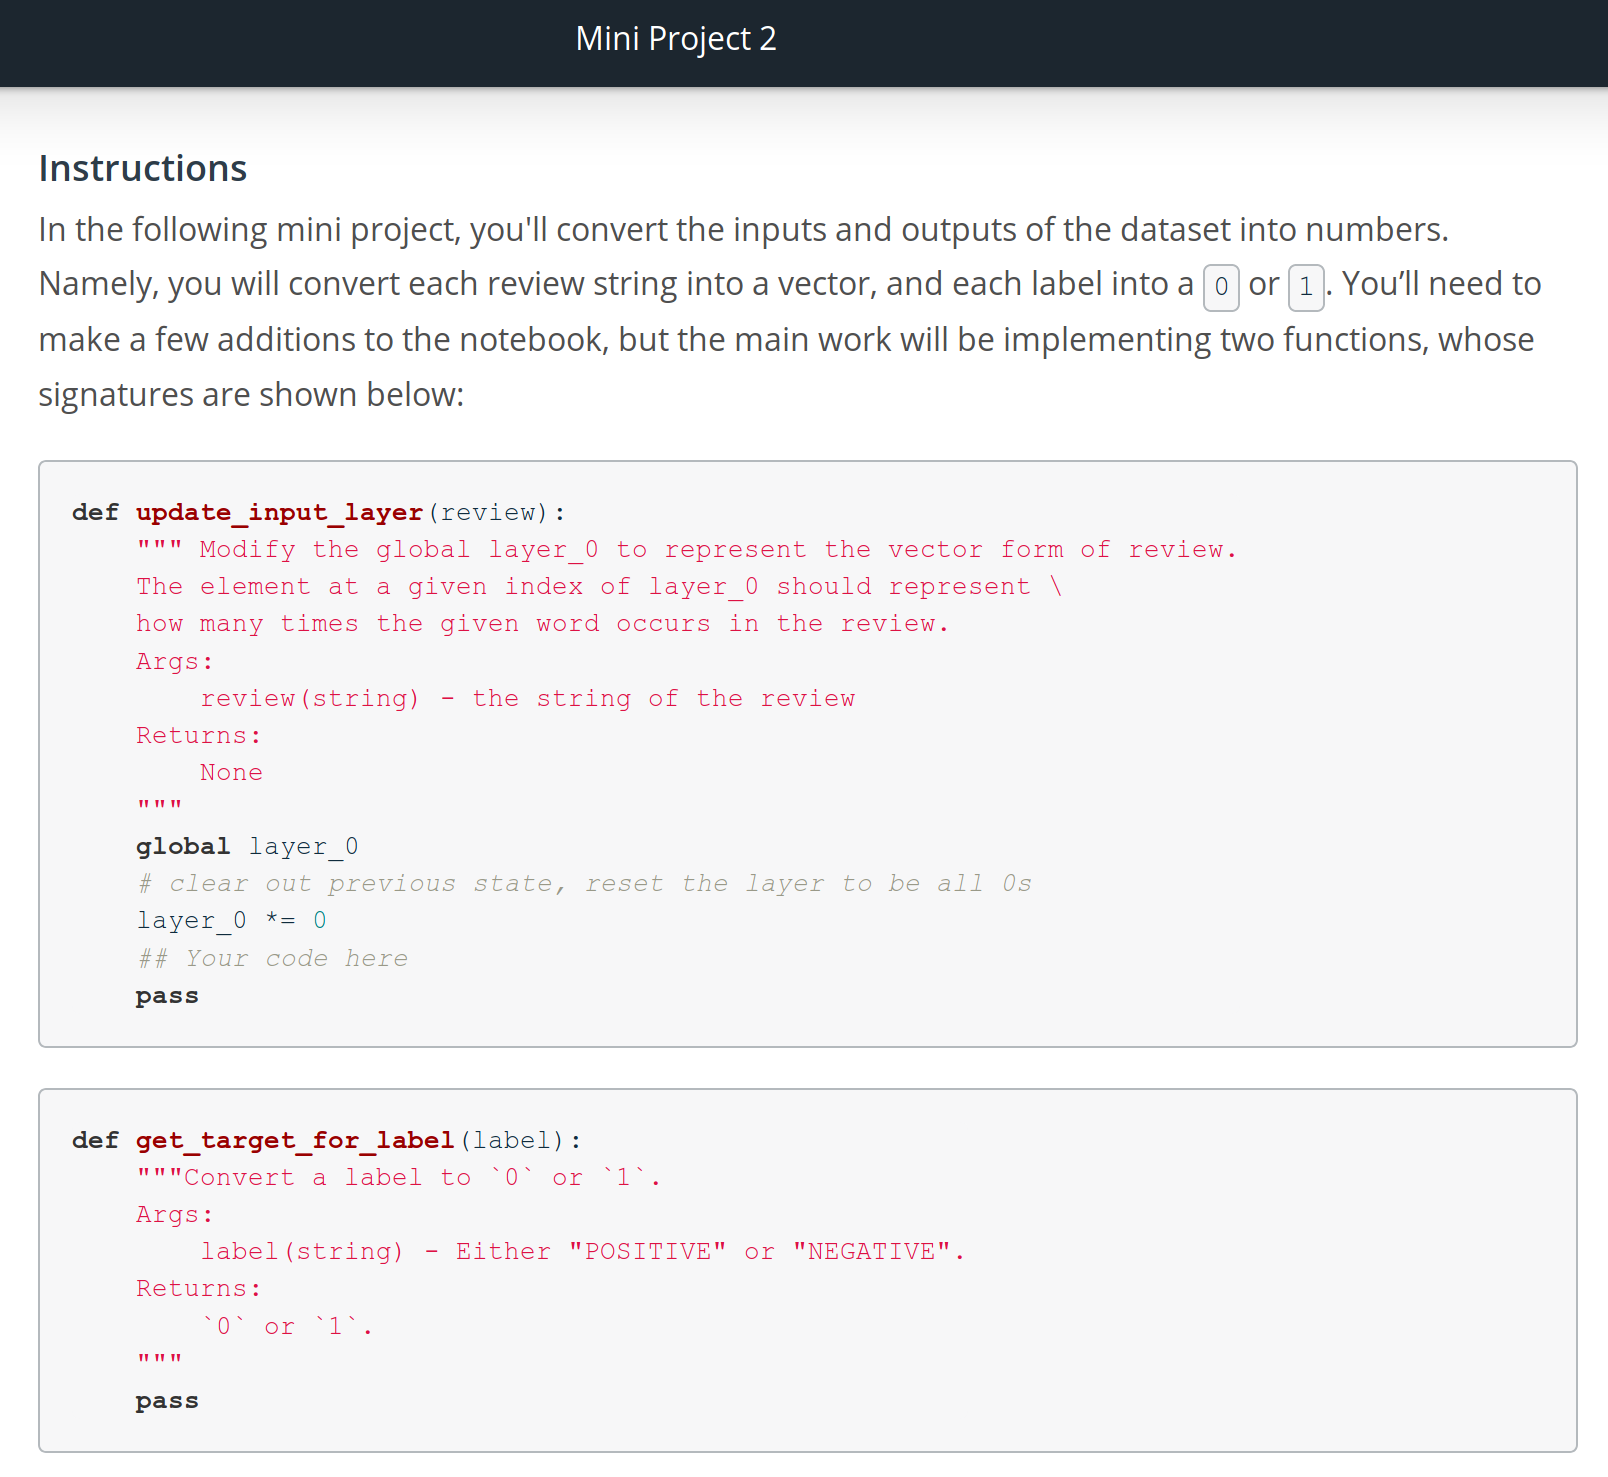 Mini Project 2
Instructions
In the following mini project, you'll convert the inputs and outputs of the dataset into numbers.
Namely, you will convert each review string into a vector, and each label into a 0 or 1. You’ll need to
make a few additions to the notebook, but the main work will be implementing two functions, whose
signatures are shown below:
def update_input_layer(review):
    """ Modify the global layer_0 to represent the vector form of review.
    The element at a given index of layer_0 should represent \
    how many times the given word occurs in the review.
    Args:
        review(string) - the string of the review
    Returns:
        None
    """
    global layer_0
    # clear out previous state, reset the layer to be all 0s
    layer_0 *= 0
    ## Your code here
    pass
def get_target_for_label(label):
    """Convert a label to `0` or `1`.
    Args:
        label(string) - Either "POSITIVE" or "NEGATIVE".
    Returns:
        `0` or `1`.
    """
    pass